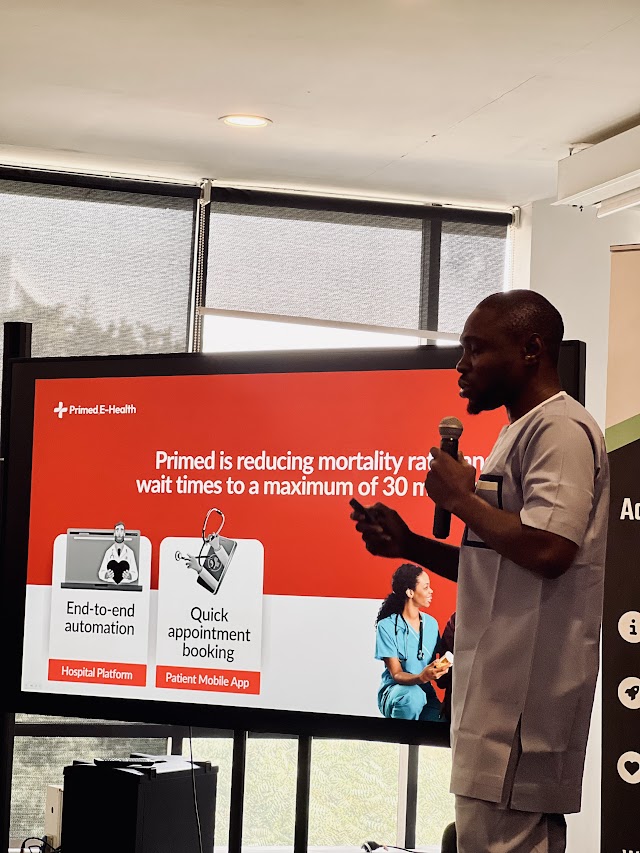 Primed E-Health
Primed is reducing mortality
wait times to a maximum of 30
End-to-end
automation
Hospital Platform
Quick
appointment
booking
Patient Mobile App